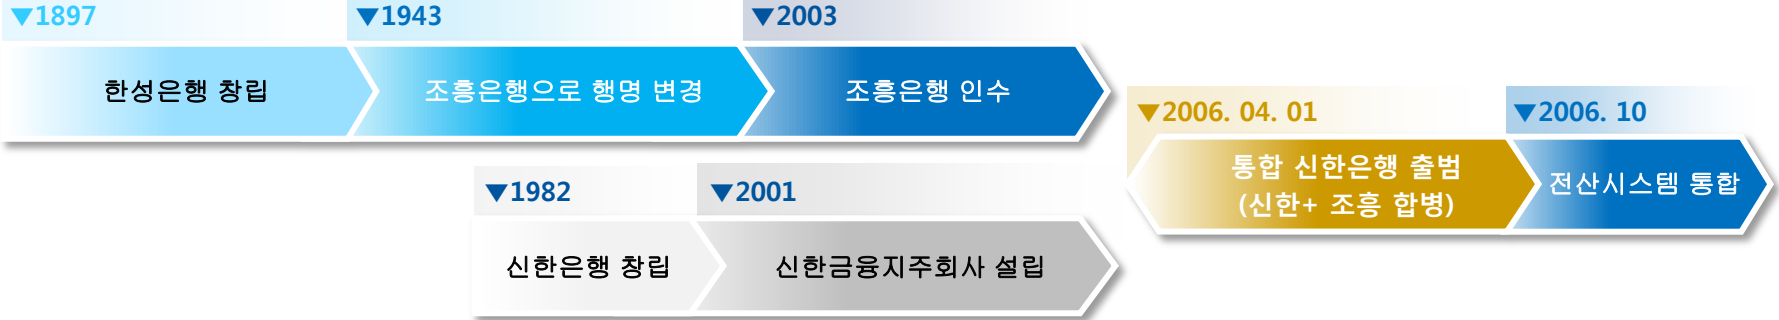 ▼1897
한성은행 창립
▼1943
조흥은행으로 행명 변경
▼2003
조흥은행 인수
▼1982
신한은행 창립
▼2001
신한금융지주회사 설립
▼2006. 04. 01
통합 신한은행 출범
(신한+ 조흥 합병)
▼2006. 10
전산시스템 통합